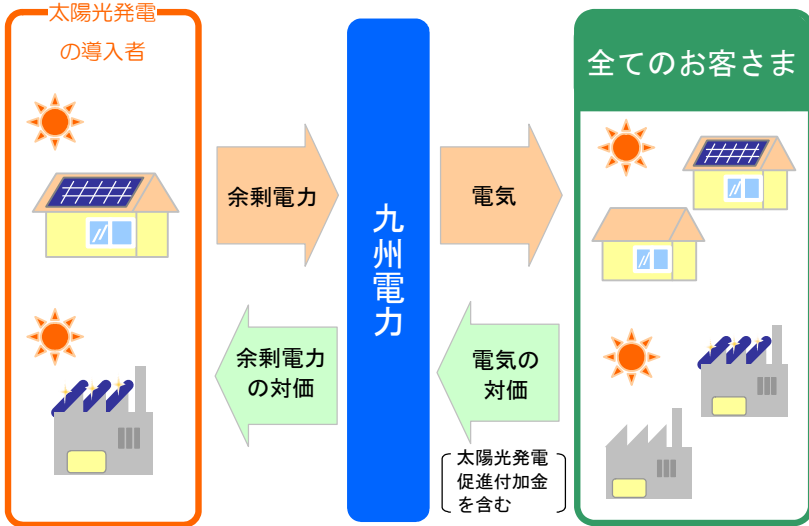 太陽光発電
の導入者
余剰電力
余剰電力
の対価
九州電力
電気
電気の
対価
太陽光発電
促進付加金
を含む
全てのお客さま